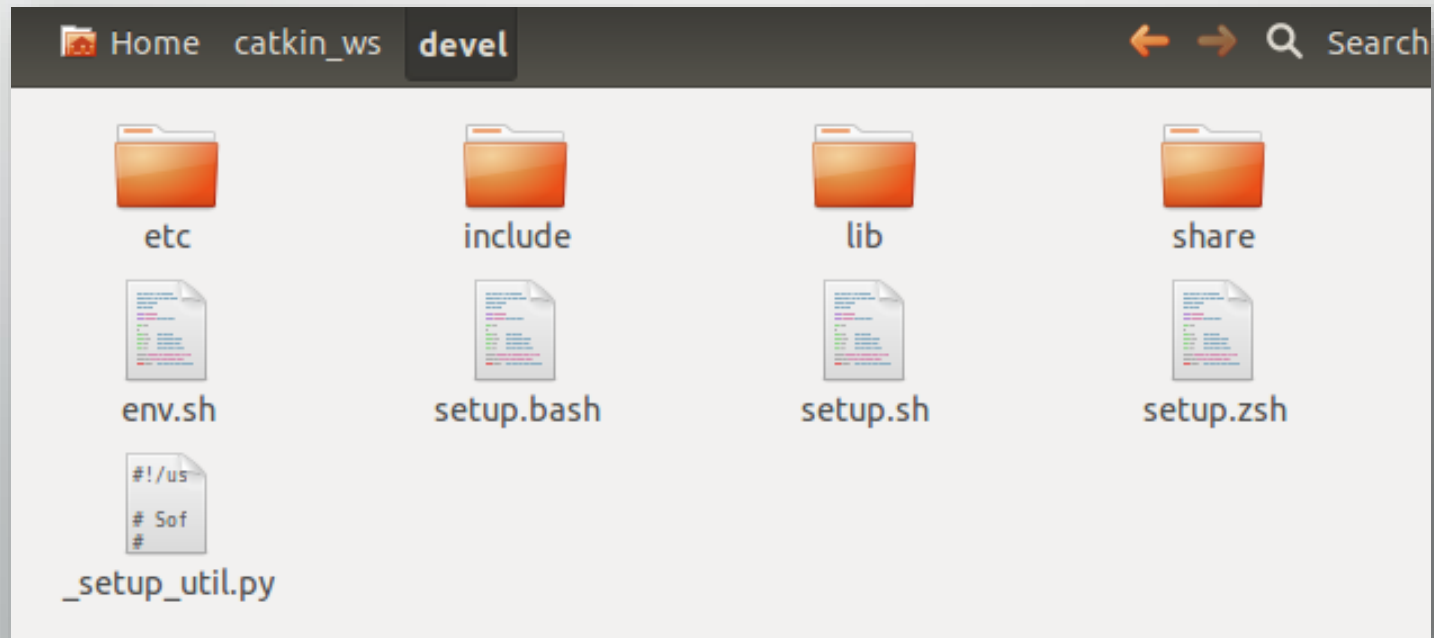 Home catkin_ws devel Search
etc include lib share
env.sh setup.bash setup.sh setup.zsh
#!/us
# Sof
#
_setup_util.py